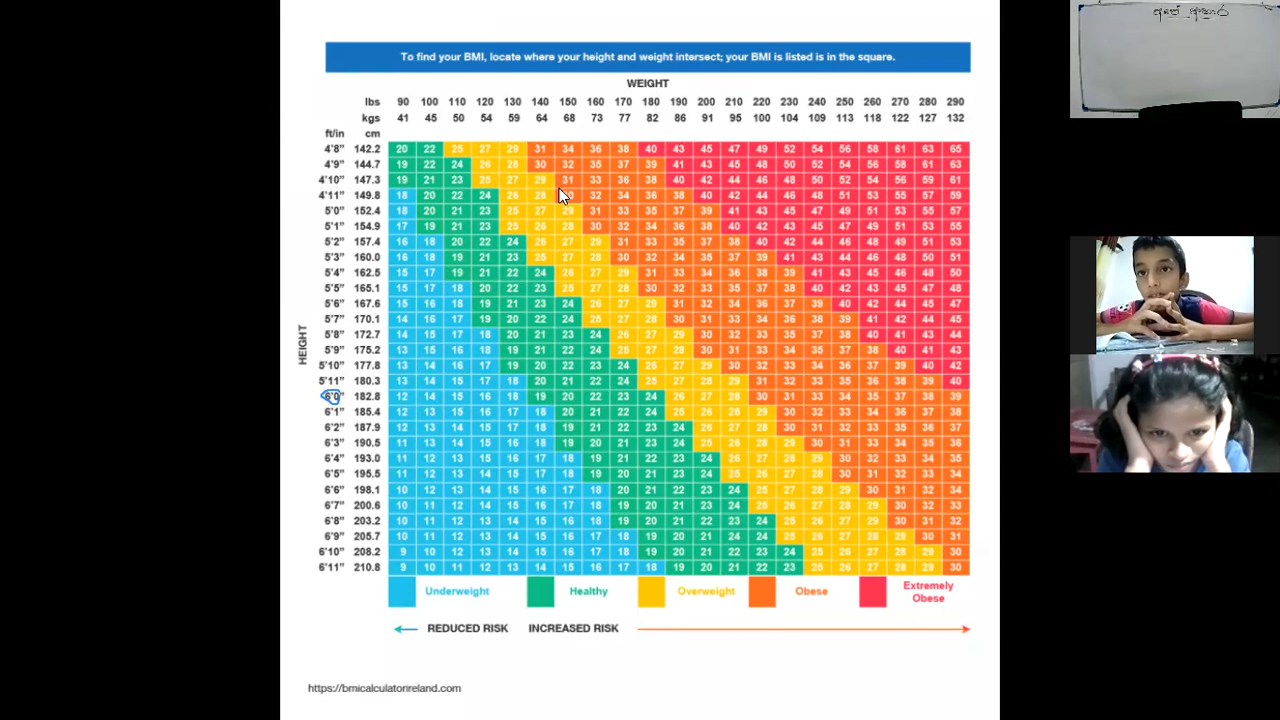 අපේ ආහාර
To find your BMI, locate where your height and weight intersect; your BMI is listed is in the square.
WEIGHT
lbs 90 100 110 120 130 140 150 160 170 180 190 200 210 220 230 240 250 260 270 280 290
kgs 41 45 50 54 59 64 68 73 77 82 86 91 95 100 104 109 113 118 122 127 132
ft/in cm
4'8" 142.2 20 22 25 27 29 31 34 36 38 40 43 45 47 49 52 54 56 58 61 63 65
4'9" 144.7 19 22 24 26 28 30 32 35 37 39 41 43 45 48 50 52 54 56 58 61 63
4'10" 147.3 19 21 23 25 27 29 31 33 36 38 40 42 44 46 48 50 52 54 56 59 61
4'11" 149.8 18 20 22 24 26 28 32 34 36 38 40 42 44 46 48 51 53 55 57 59
5'0" 152.4 18 20 21 23 25 27 29 31 33 35 37 39 41 43 45 47 49 51 53 55 57
5'1" 154.9 17 19 21 23 25 26 28 30 32 34 36 38 40 42 43 45 47 49 51 53 55
5'2" 157.4 16 18 20 22 24 26 27 29 31 33 35 37 38 40 42 44 46 48 49 51 53
5'3" 160.0 16 18 19 21 23 25 27 28 30 32 34 35 37 39 41 43 44 46 48 50 51
5'4" 162.5 15 17 19 21 22 24 26 27 29 31 33 34 36 38 39 41 43 45 46 48 50
5'5" 165.1 15 17 18 20 22 23 25 27 28 30 32 33 35 37 38 40 42 43 45 47 48
5'6" 167.6 15 16 18 19 21 23 24 26 27 29 31 32 34 36 37 39 40 42 44 45 47
5'7" 170.1 14 16 17 19 20 22 23 25 27 28 30 31 33 34 36 38 39 41 42 44 45
5'8" 172.7 14 15 17 18 20 21 23 24 26 27 29 30 32 33 35 37 38 40 41 43 44
5'9" 175.2 13 15 16 18 19 21 22 24 25 27 28 30 31 33 34 35 37 38 40 41 43
5'10" 177.8 13 14 16 17 19 20 22 23 24 26 27 29 30 32 33 34 36 37 39 40 42
5'11" 180.3 13 14 15 17 18 20 21 22 24 25 27 28 29 31 32 33 35 36 38 39 40
6'0" 182.8 12 14 15 16 18 19 20 22 23 24 26 27 28 30 31 33 34 35 37 38 39
6'1" 185.4 12 13 15 16 17 18 20 21 22 24 25 26 28 29 30 32 33 34 36 37 38
6'2" 187.9 12 13 14 15 17 18 19 21 22 23 24 26 27 28 30 31 32 33 35 36 37
6'3" 190.5 11 13 14 15 16 18 19 20 21 23 24 25 26 28 29 30 31 33 34 35 36
6'4" 193.0 11 12 13 15 16 17 18 19 21 22 23 24 26 27 28 29 30 32 33 34 35
6'5" 195.5 11 12 13 14 15 17 18 19 20 21 23 24 25 26 27 28 30 31 32 33 34
6'6" 198.1 10 12 13 14 15 16 17 18 20 21 22 23 24 25 27 28 29 30 31 32 34
6'7" 200.6 10 11 12 14 15 16 17 18 19 20 21 23 24 25 26 27 28 29 30 32 33
6'8" 203.2 10 11 12 13 14 15 16 18 19 20 21 22 23 24 25 26 27 29 30 31 32
6'9" 205.7 10 11 12 13 14 15 16 17 18 19 20 21 23 24 25 26 27 28 29 30 31
6'10" 208.2 9 10 12 13 14 15 16 17 18 19 20 21 22 23 24 25 26 27 28 29 30
6'11" 210.8 9 10 11 12 13 14 15 16 17 18 19 20 21 22 23 25 26 27 28 29 30
HEIGHT
Underweight Healthy Overweight Obese Extremely Obese
REDUCED RISK INCREASED RISK
https://bmicalculatorireland.com